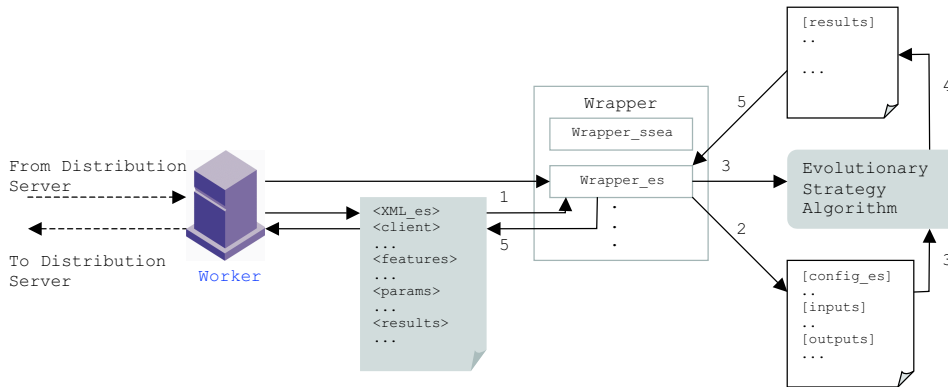 From Distribution
Server
To Distribution
Server
Worker
<XML_es>
<client>
...
<features>
...
<params>
...
<results>
...
1
5
Wrapper
Wrapper_ssea
Wrapper_es
.
.
.
5
3
2
[results]
..
...
4
Evolutionary
Strategy
Algorithm
3
[config_es]
..
[inputs]
..
[outputs]
...